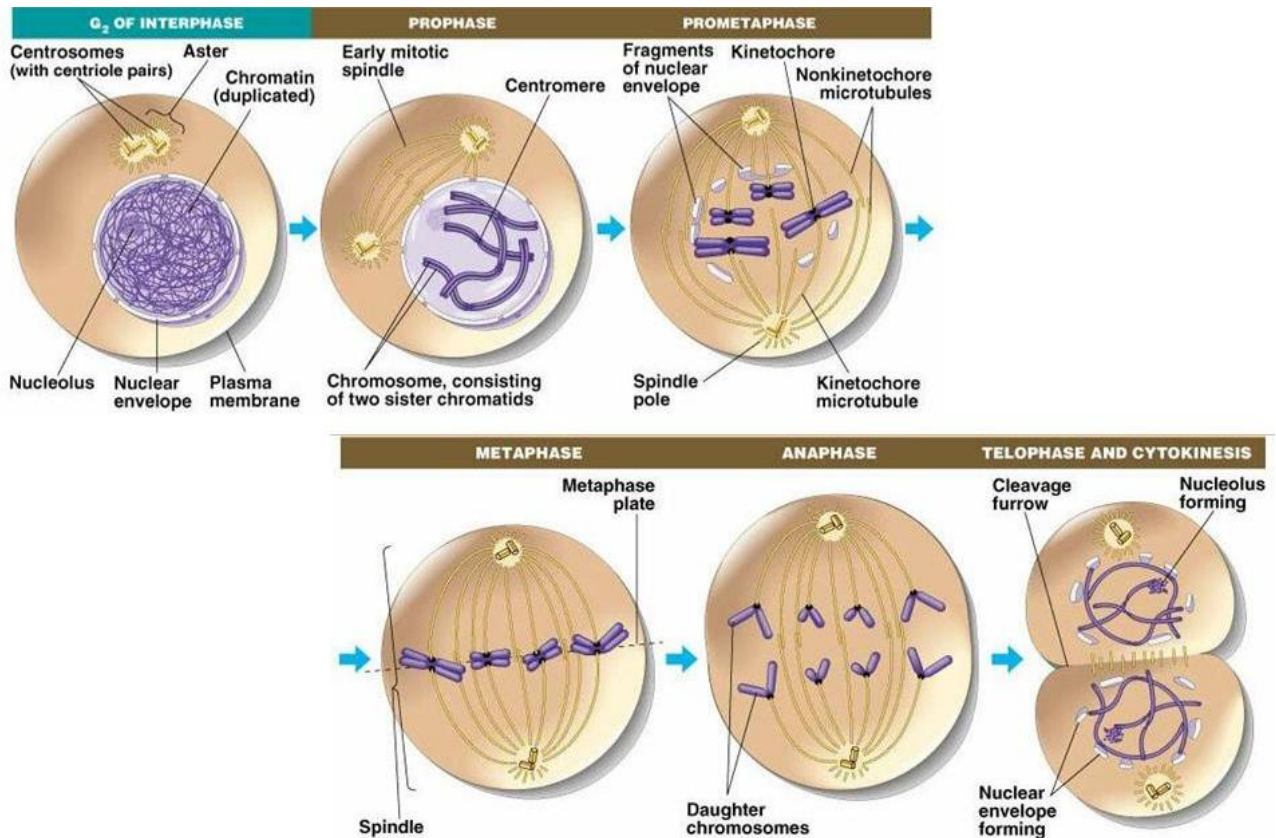 G₂ OF INTERPHASE
PROPHASE
PROMETAPHASE
Centrosomes
(with centriole pairs)
Aster
Chromatin
(duplicated)
Early mitotic
spindle
Centromere
Fragments
of nuclear
envelope
Kinetochore
Nonkinetochore
microtubules
Nucleolus
Nuclear
envelope
Plasma
membrane
Chromosome, consisting
of two sister chromatids
Spindle
pole
Kinetochore
microtubule
METAPHASE
ANAPHASE
TELOPHASE AND CYTOKINESIS
Metaphase
plate
Cleavage
furrow
Nucleolus
forming
Spindle
Daughter
chromosomes
Nuclear
envelope
forming